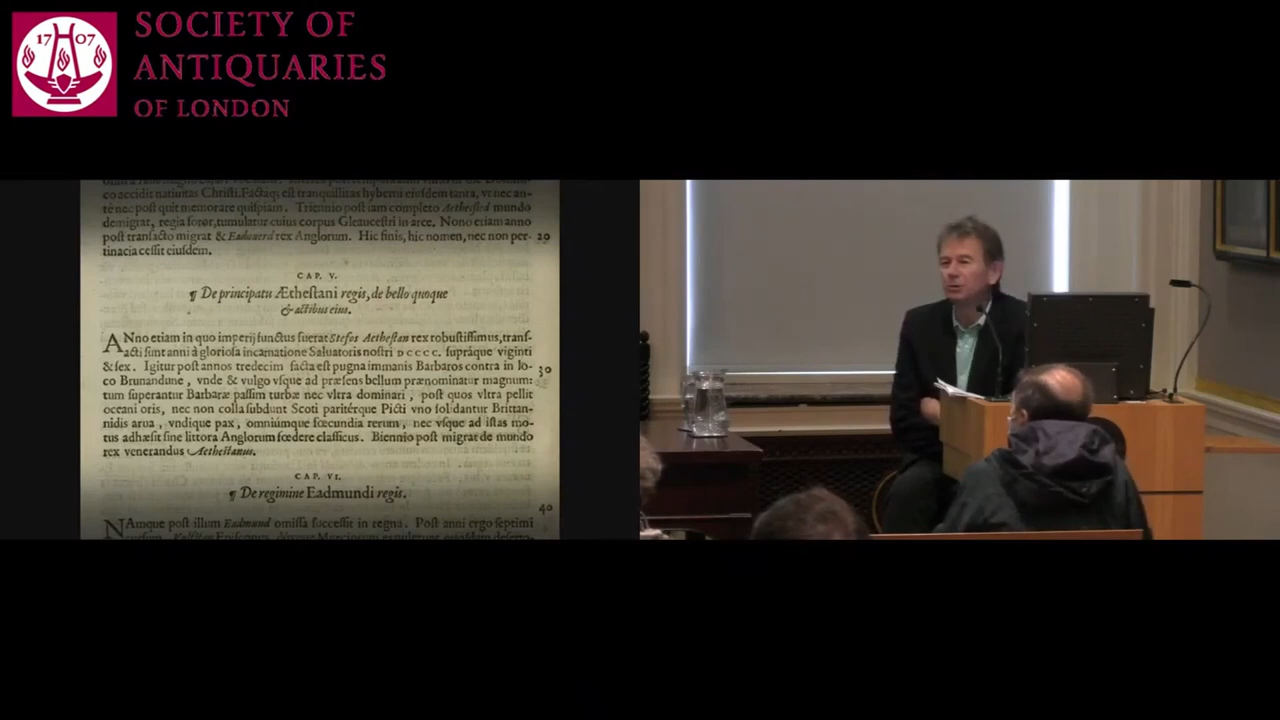 17 07
SOCIETY OF
ANTIQUARIES
OF LONDON
co accidit natiuitas Christi. Factaq; est tranquillitas hyberni eiusdem tanta, vt nec an-
te nec post quit memorare quispiam. Triennio post iam completo Aethelfled mundo
demigrat, regia soror, tumulatur cuius corpus Gleaucestri in arce. Nono etiam anno
post transacto migrat & Eadouerd rex Anglorum. Hic finis, hic nomen, nec non per- 20
tinacia cessit eiusdem.
CAP. V.
¶ De principatu Æthestani regis, de bello quoque
& actibus eius.
ANno etiam in quo imperij functus fuerat Stefos Aethestan rex robustissimus, trans-
acti sunt anni à gloriosa incarnatione Saluatoris nostri DCCCC. supráque viginti
& sex. Igitur post annos tredecim facta est pugna immanis Barbaros contra in lo- 30
co Brunandune, vnde & vulgo vsque ad præsens bellum prænominatur magnum:
tum superantur Barbaræ passim turbæ nec vltra dominari, post quos vltra pellit
oceani oris, nec non colla subdunt Scoti paritérque Picti vno solidantur Brittan-
nidis arua, vndique pax, omniúmque fœcundia rerum, nec vsque ad istas mo-
tus adhæsit sine littora Anglorum fœdere classicus. Biennio post migrat de mundo
rex venerandus Aethestanus.
CAP. VI.
¶ De regimine Eadmundi regis.
40
NAmque post illum Eadmund omissa successit in regna. Post anni ergo septimi